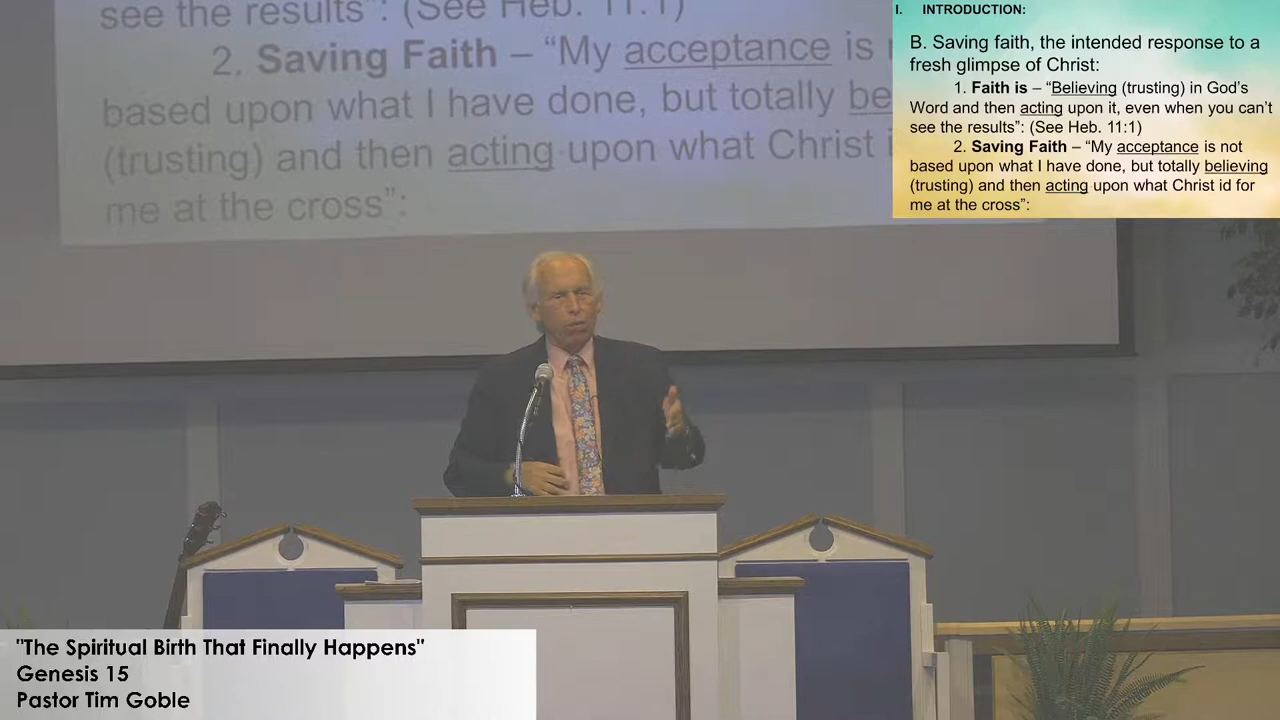 see the results”: (See Heb. 11:1)
2. Saving Faith – “My acceptance is
based upon what I have done, but totally be
(trusting) and then acting upon what Christ
me at the cross”:
I. INTRODUCTION:
B. Saving faith, the intended response to a
fresh glimpse of Christ:
1. Faith is – “Believing (trusting) in God’s
Word and then acting upon it, even when you can’t
see the results”: (See Heb. 11:1)
2. Saving Faith – “My acceptance is not
based upon what I have done, but totally believing
(trusting) and then acting upon what Christ id for
me at the cross”:
"The Spiritual Birth That Finally Happens"
Genesis 15
Pastor Tim Goble